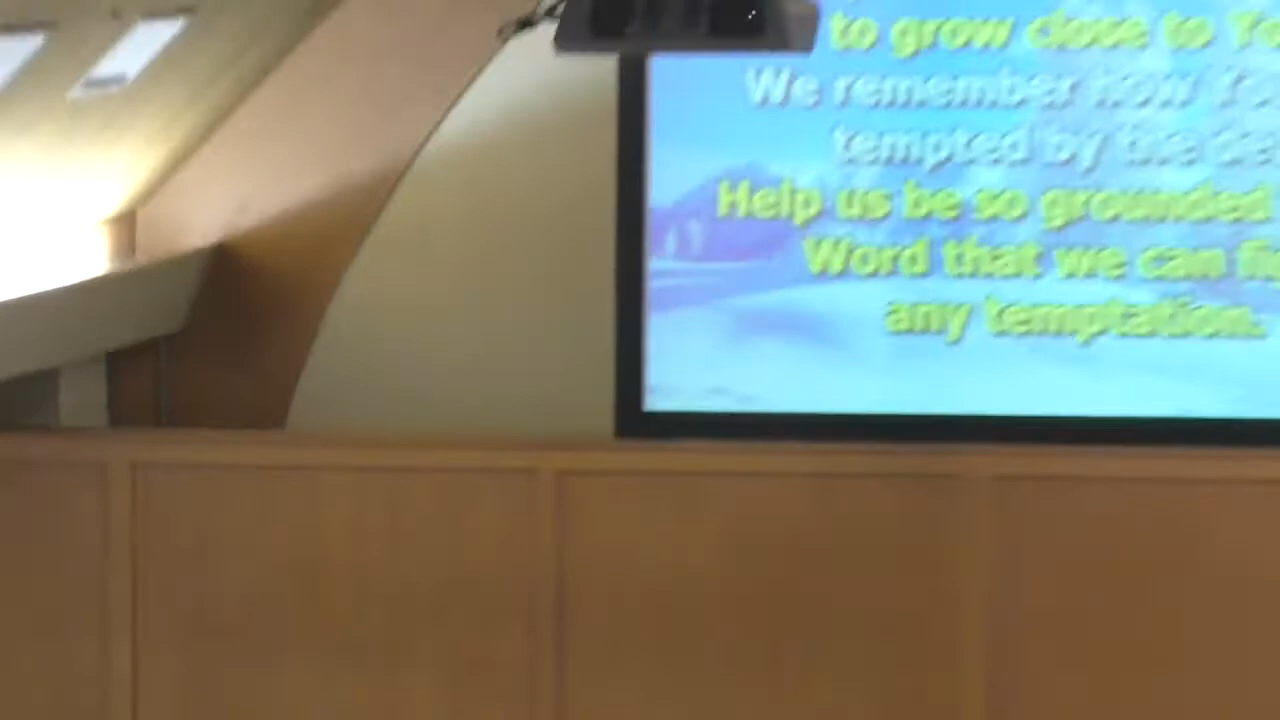 to grow close to
We remember how
tempted by the
Help us be so grounded
Word that we can
any temptation.